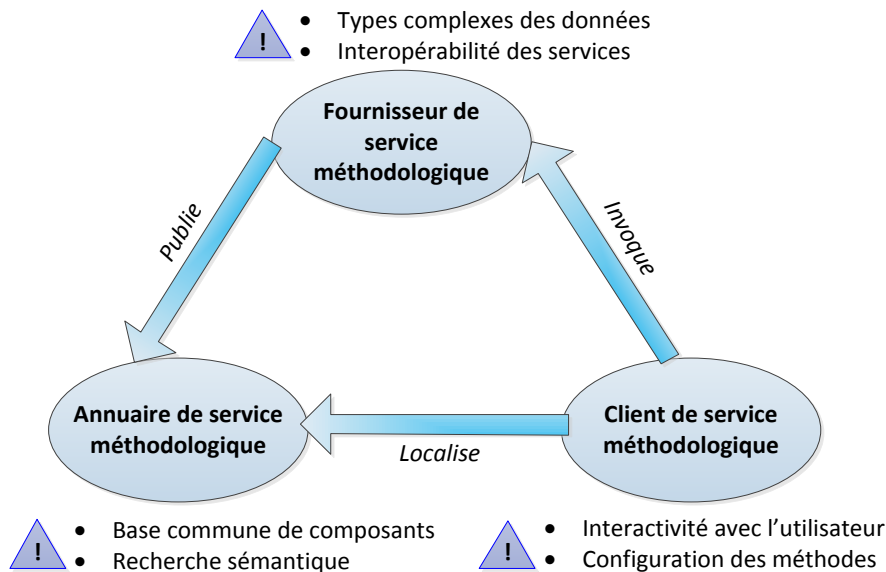 ! • Types complexes des données
• Interopérabilité des services
Fournisseur de
service
méthodologique
Publie
Invoque
Annuaire de service
méthodologique
Client de service
méthodologique
Localise
! • Base commune de composants
• Recherche sémantique
! • Interactivité avec l’utilisateur
• Configuration des méthodes